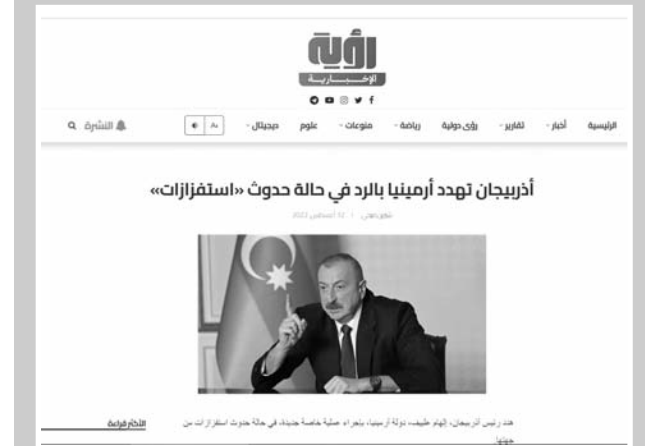 رؤية
الإخبارية
الرئيسية أخبار تقارير رؤى دولية رياضة منوعات علوم ديجيتال Aa النشرة
أذربيجان تهدد أرمينيا بالرد في حالة حدوث «استفزازات»
12 أغسطس 2022
هدد رئيس أذربيجان، إلهام علييف، دولة أرمينيا، بإجراء عملية خاصة جديدة، في حالة حدوث استفزازات من
جهتها.
الأكثر قراءة